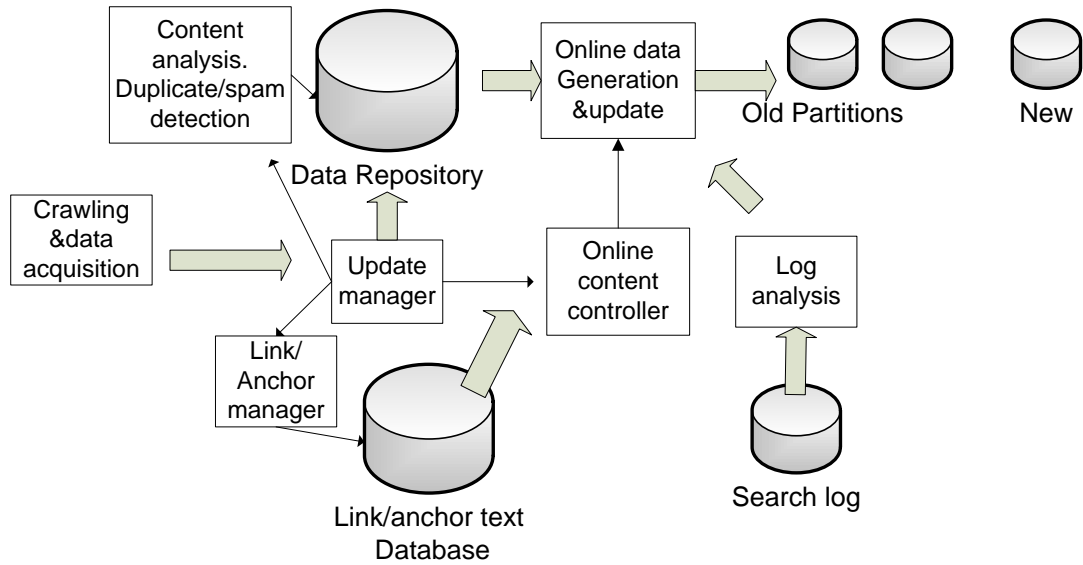 Content
analysis.
Duplicate/spam
detection
Data Repository
Online data
Generation
&update
Old Partitions
New
Crawling
&data
acquisition
Update
manager
Online
content
controller
Log
analysis
Link/
Anchor
manager
Link/anchor text
Database
Search log